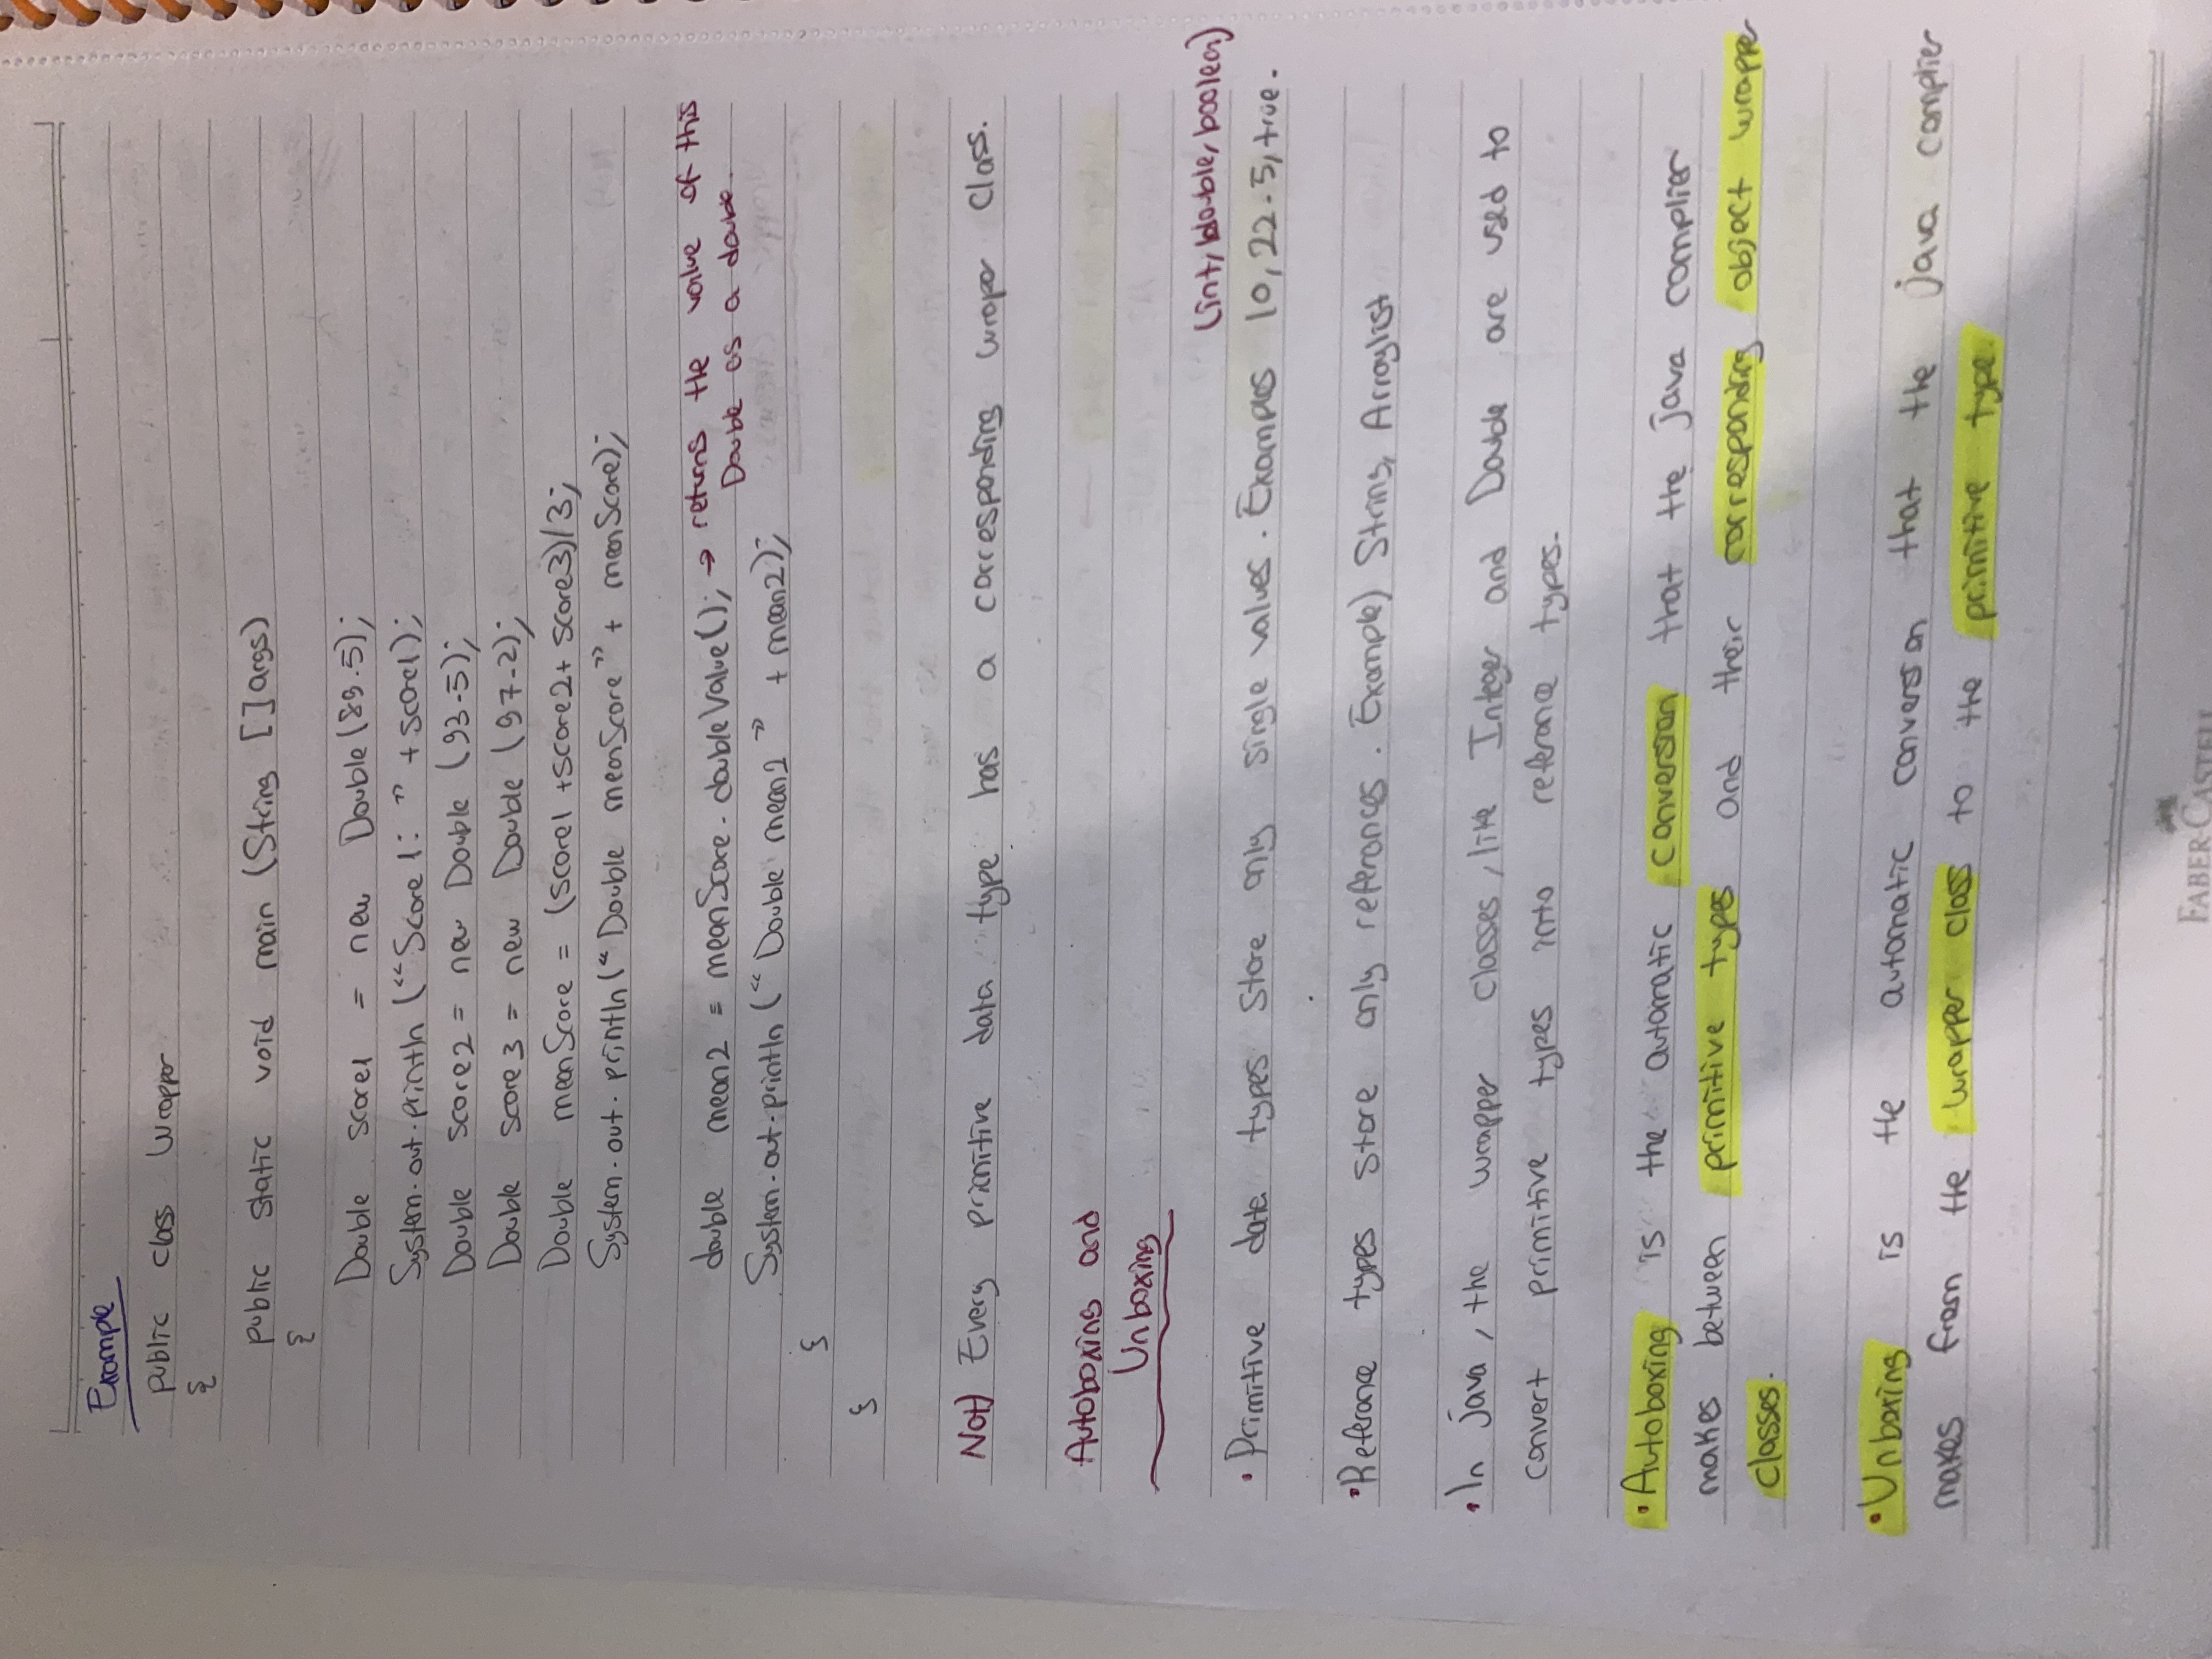 Example
public class Wrapper
{
public static void main (String []args)
{
Double score1 = new Double (89.5);
System.out.println ("Score 1: " + score1);
Double score2 = new Double (93.5);
Double score3 = new Double (97.2);
Double meanScore = (score1 +score2+ score3)/3;
System.out.println ("Double meanScore" + meanScore);
double mean2 = meanScore.doubleValue(); → returns the value of this
Double as a double.
System.out.println ("Double mean2 " + mean2);
}
}
Not) Every primitive data type has a corresponding wraper class.
Autoboxing and
Unboxing
(int, double, boolean)
• Primitive data types store only single values. Examples 10, 22.5, true.
• Reference types store only references. Example) String, Arraylist
• In java, the wrapper classes, like Integer and Double are used to
convert primitive types into reference types.
• Autoboxing is the automatic conversion that the java complier
makes between primitive types and their corresponding object wrapper
classes.
• Unboxing is the automatic conversion that the java complier
makes from the wrapper class to the primitive type.
FABER-CASTELL